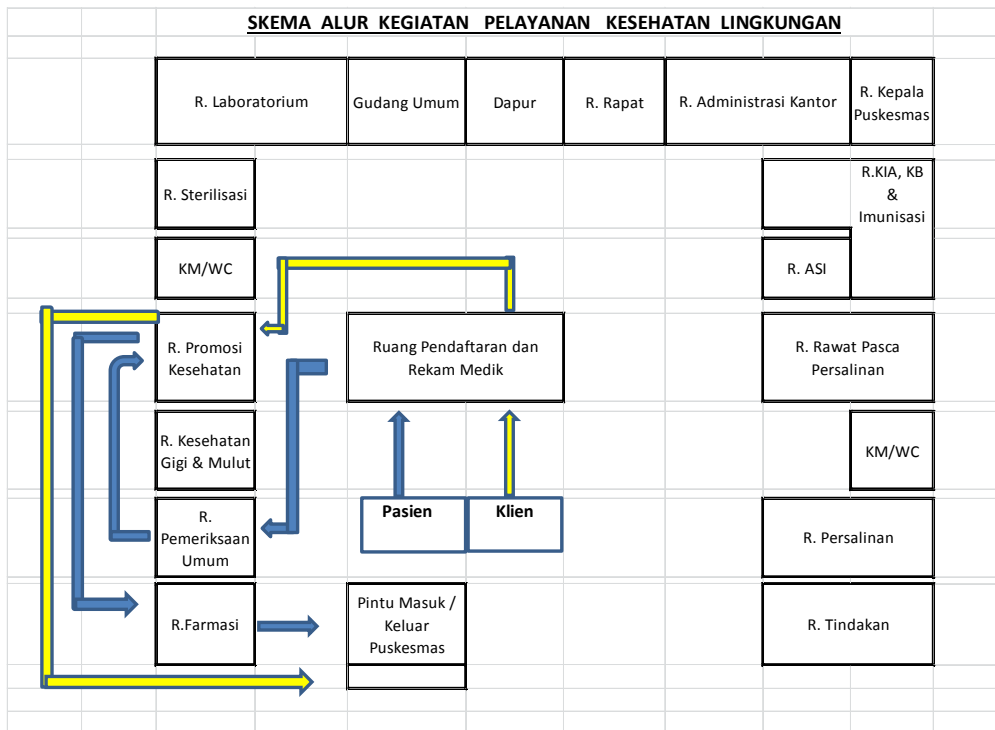 SKEMA ALUR KEGIATAN PELAYANAN KESEHATAN LINGKUNGAN
R. Laboratorium
Gudang Umum
Dapur
R. Rapat
R. Administrasi Kantor
R. Kepala
Puskesmas
R. Sterilisasi
R.KIA, KB
&
Imunisasi
KM/WC
R. ASI
R. Promosi
Kesehatan
Ruang Pendaftaran dan
Rekam Medik
R. Rawat Pasca
Persalinan
R. Kesehatan
Gigi & Mulut
KM/WC
R.
Pemeriksaan
Umum
Pasien
Klien
R. Persalinan
R.Farmasi
Pintu Masuk /
Keluar
Puskesmas
R. Tindakan